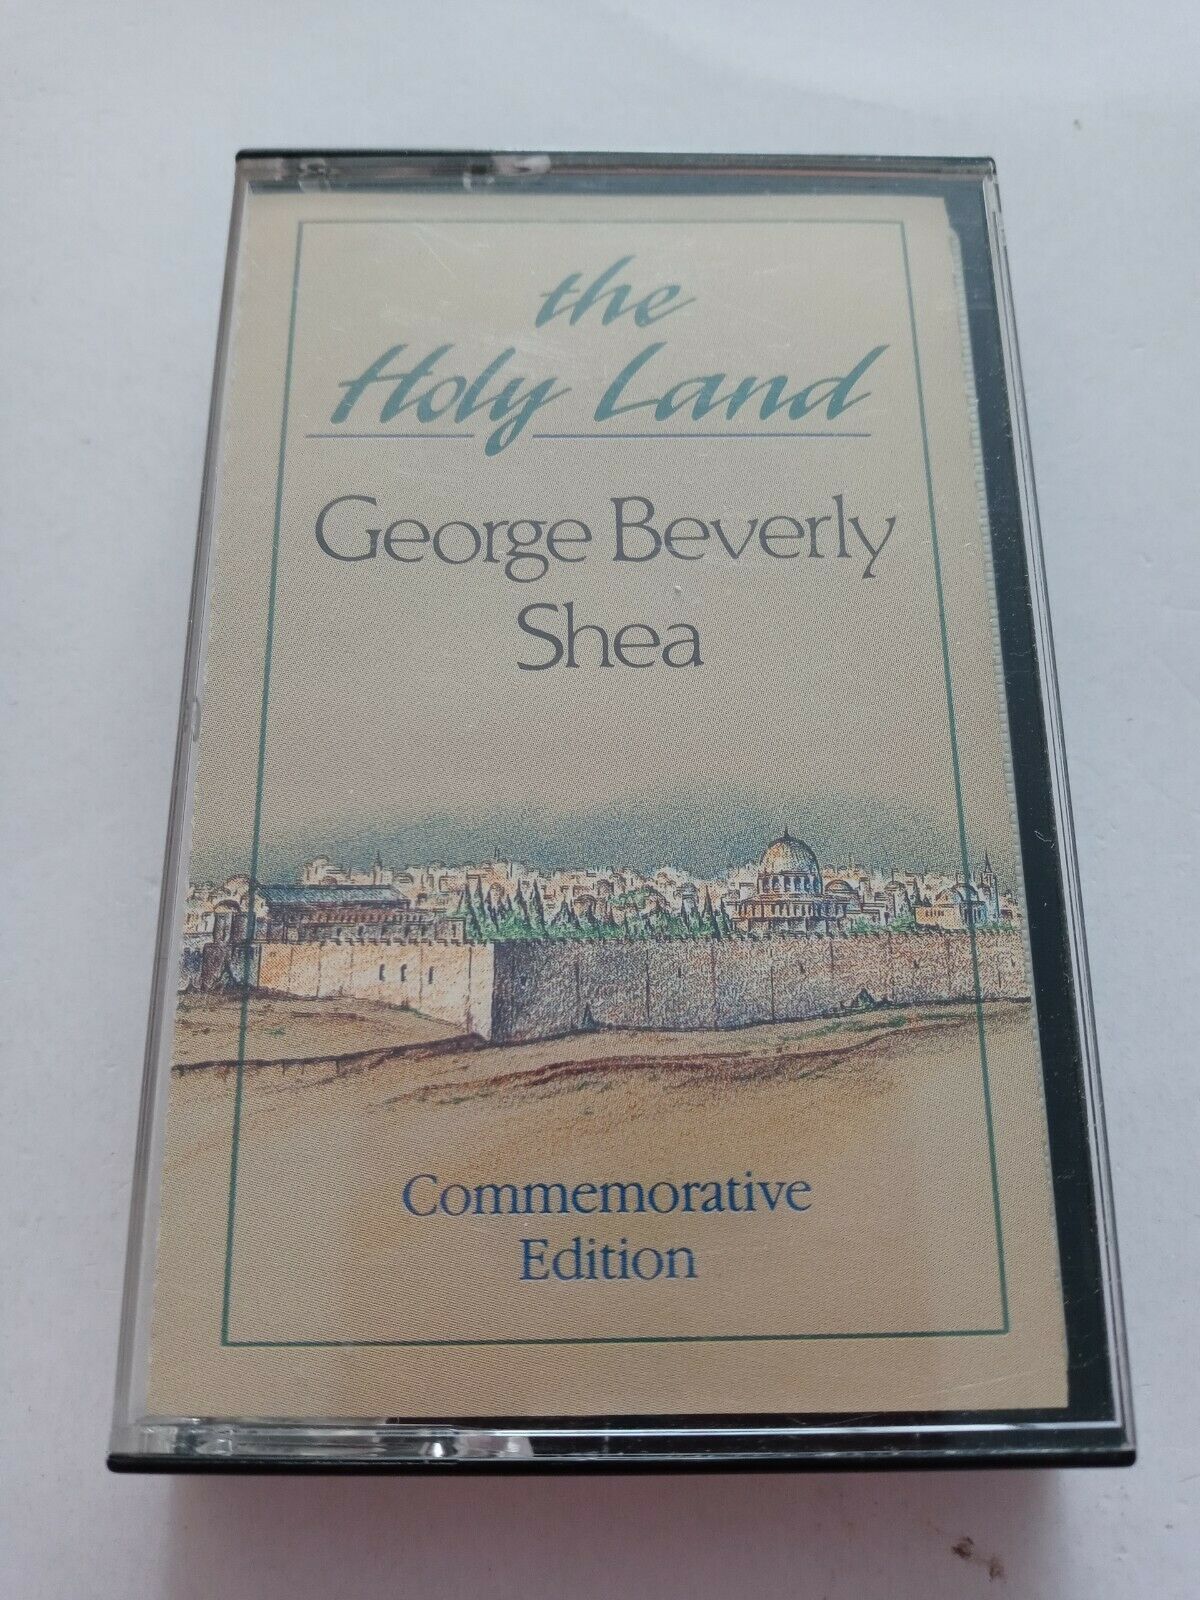 the
Holy Land
George Beverly
Shea
Commemorative
Edition